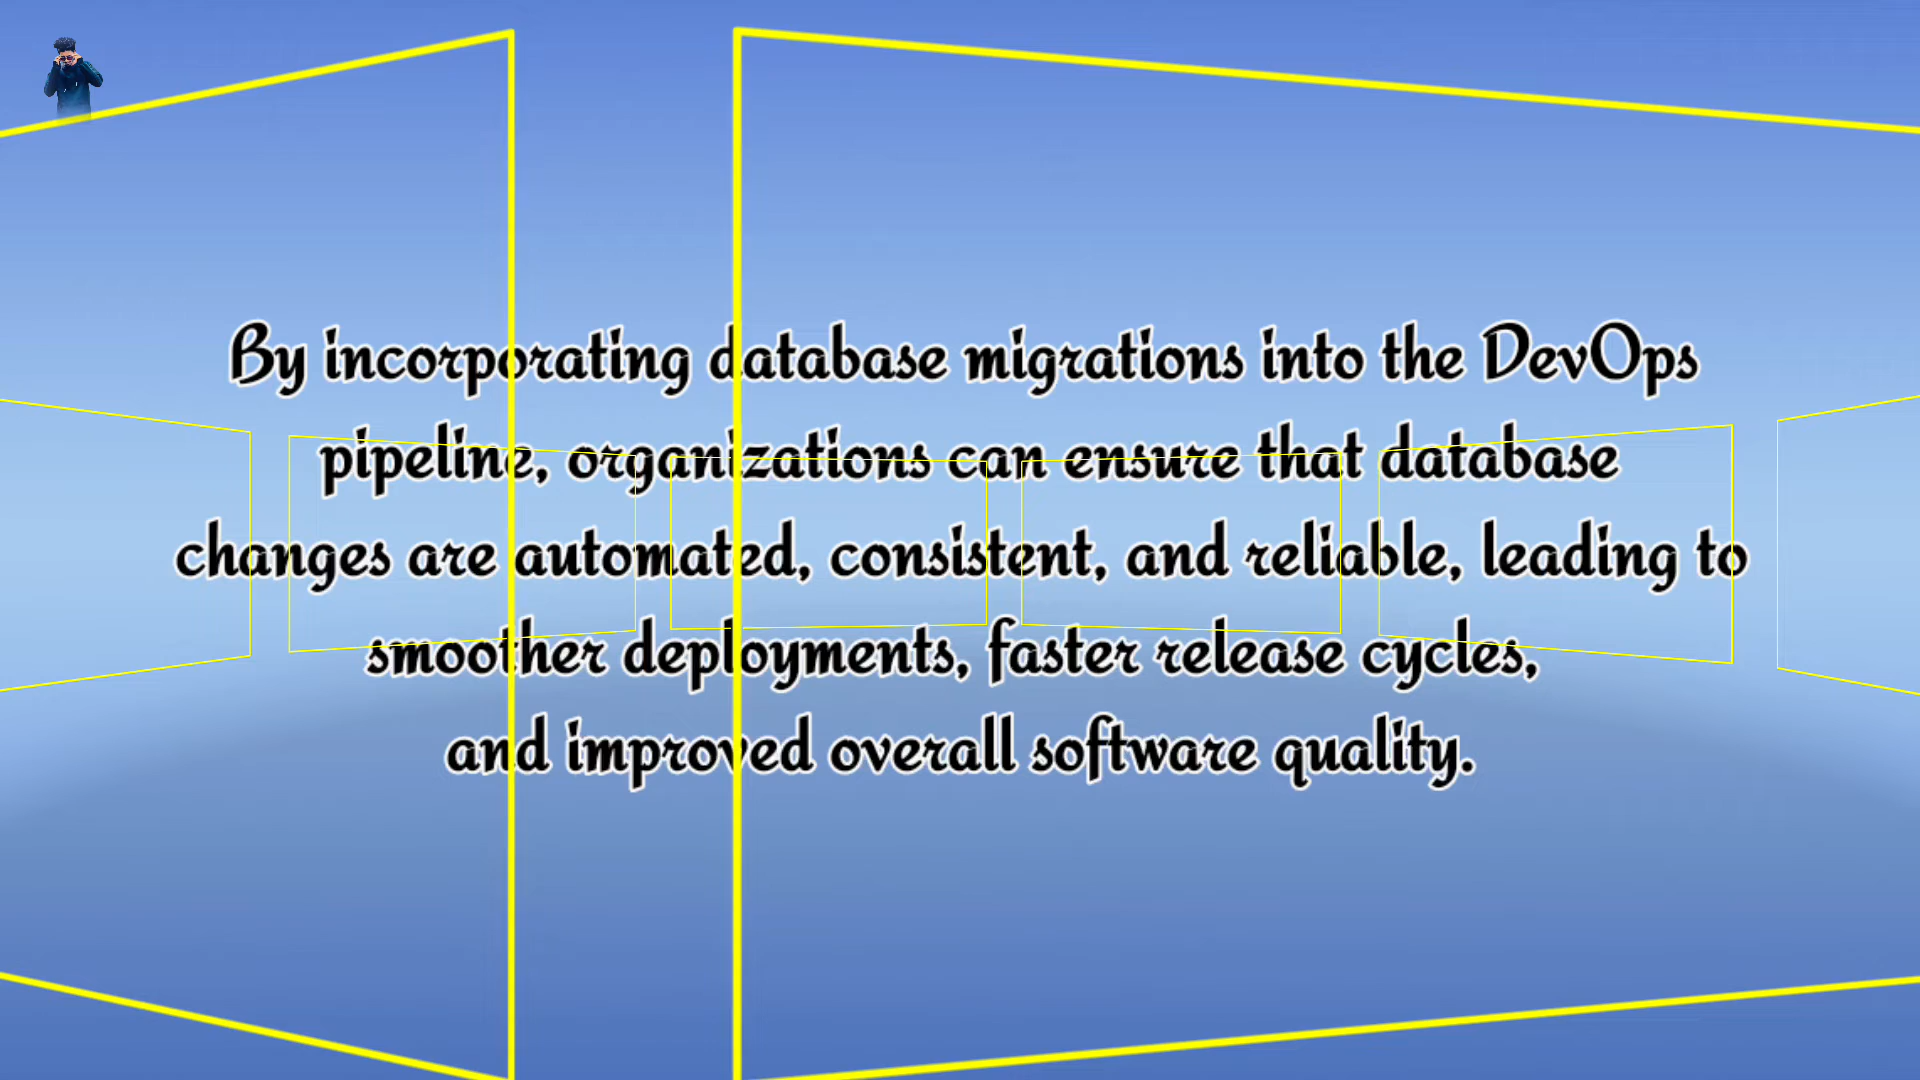 By incorporating database migrations into the DevOps
pipeline, organizations can ensure that database
changes are automated, consistent, and reliable, leading to
smoother deployments, faster release cycles,
and improved overall software quality.